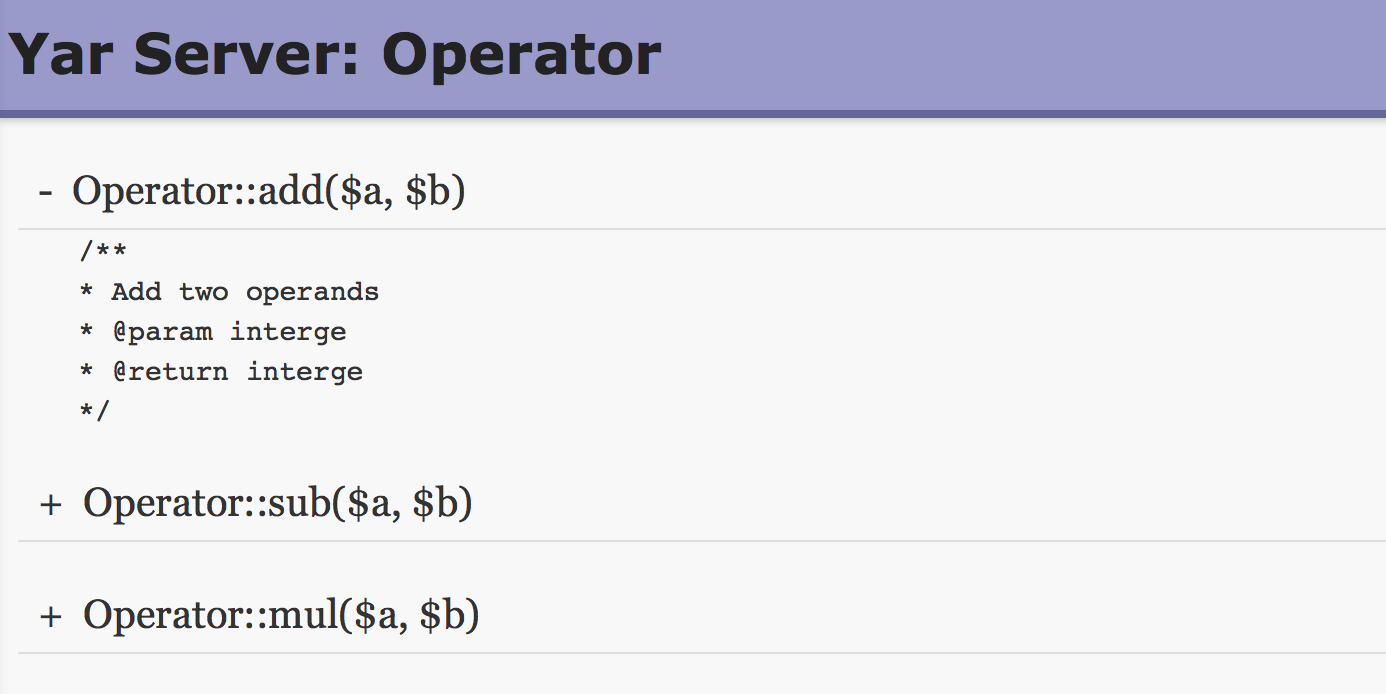 Yar Server: Operator
- Operator::add($a, $b)
/**
* Add two operands
* @param interge
* @return interge
*/
+ Operator::sub($a, $b)
+ Operator::mul($a, $b)